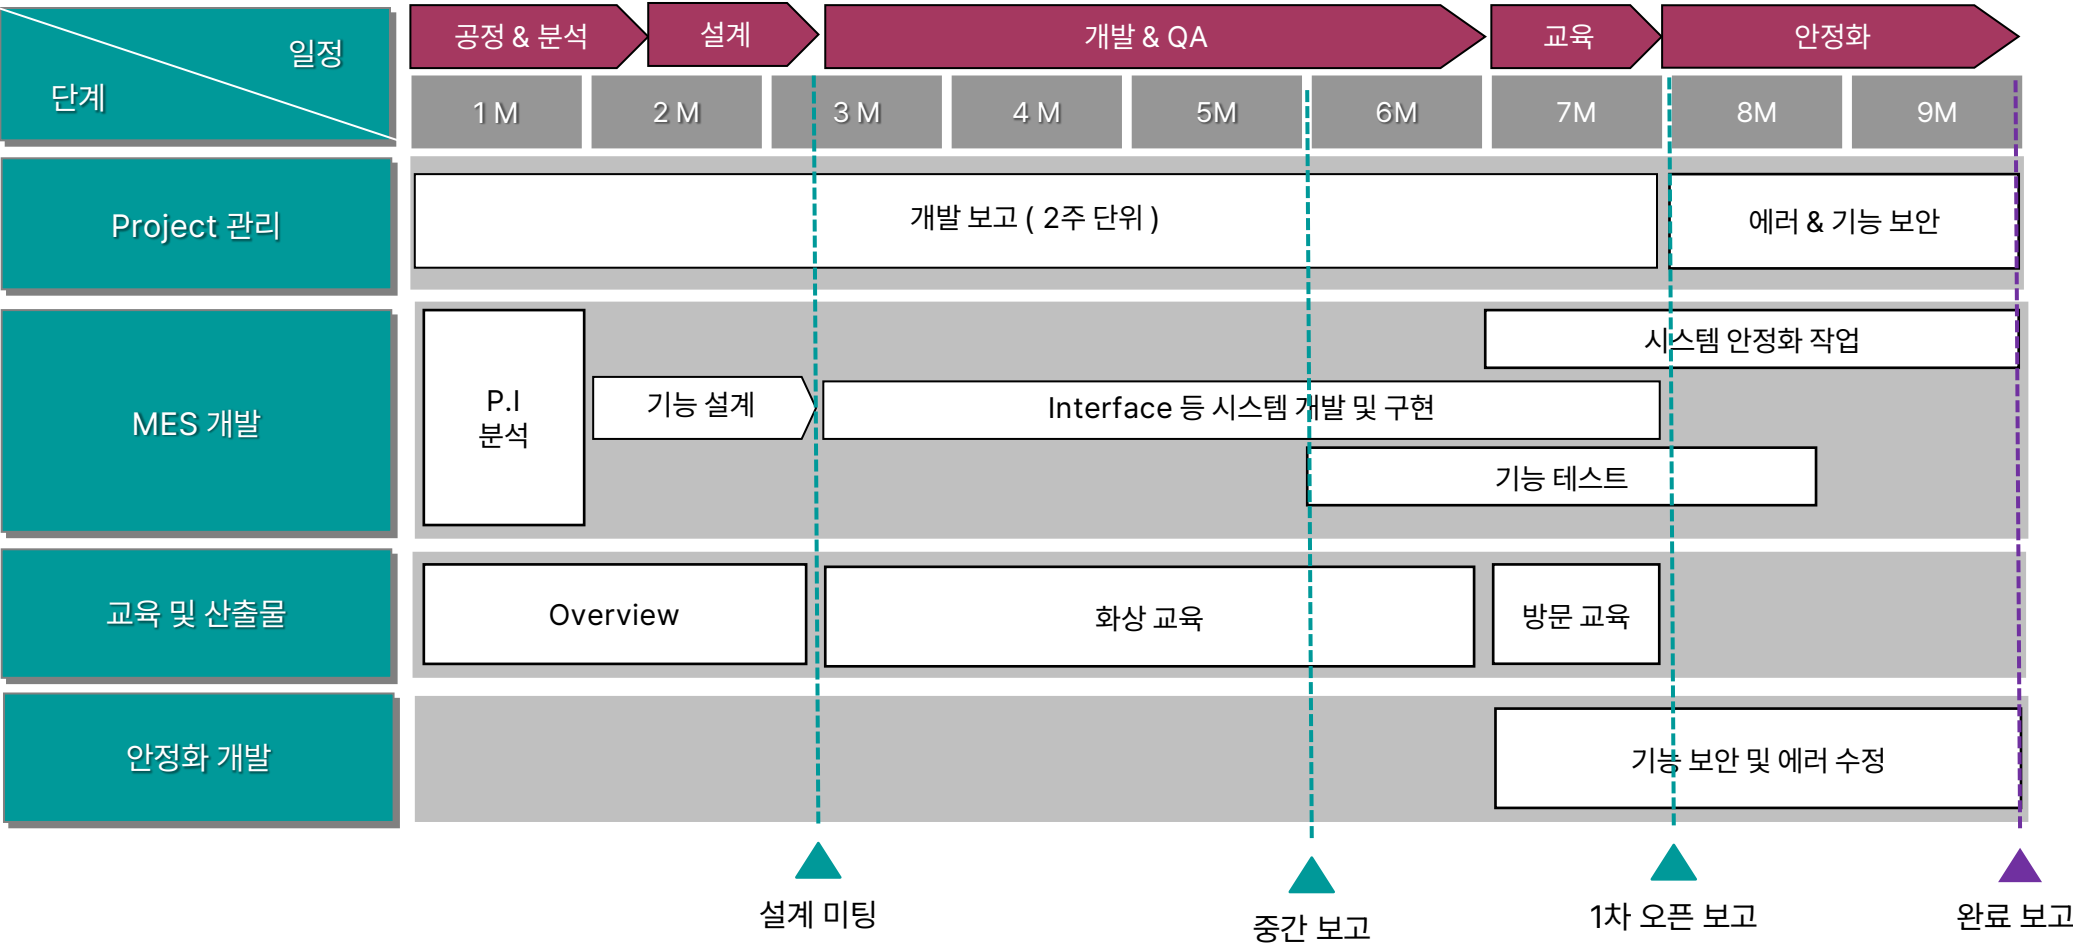 일정
단계
공정 & 분석
설계
개발 & QA
교육
안정화
1 M
2 M
3 M
4 M
5M
6M
7M
8M
9M
Project 관리
개발 보고 ( 2주 단위 )
에러 & 기능 보안
MES 개발
P.I
분석
기능 설계
Interface 등 시스템 개발 및 구현
시스템 안정화 작업
기능 테스트
교육 및 산출물
Overview
화상 교육
방문 교육
안정화 개발
기능 보안 및 에러 수정
설계 미팅
중간 보고
1차 오픈 보고
완료 보고